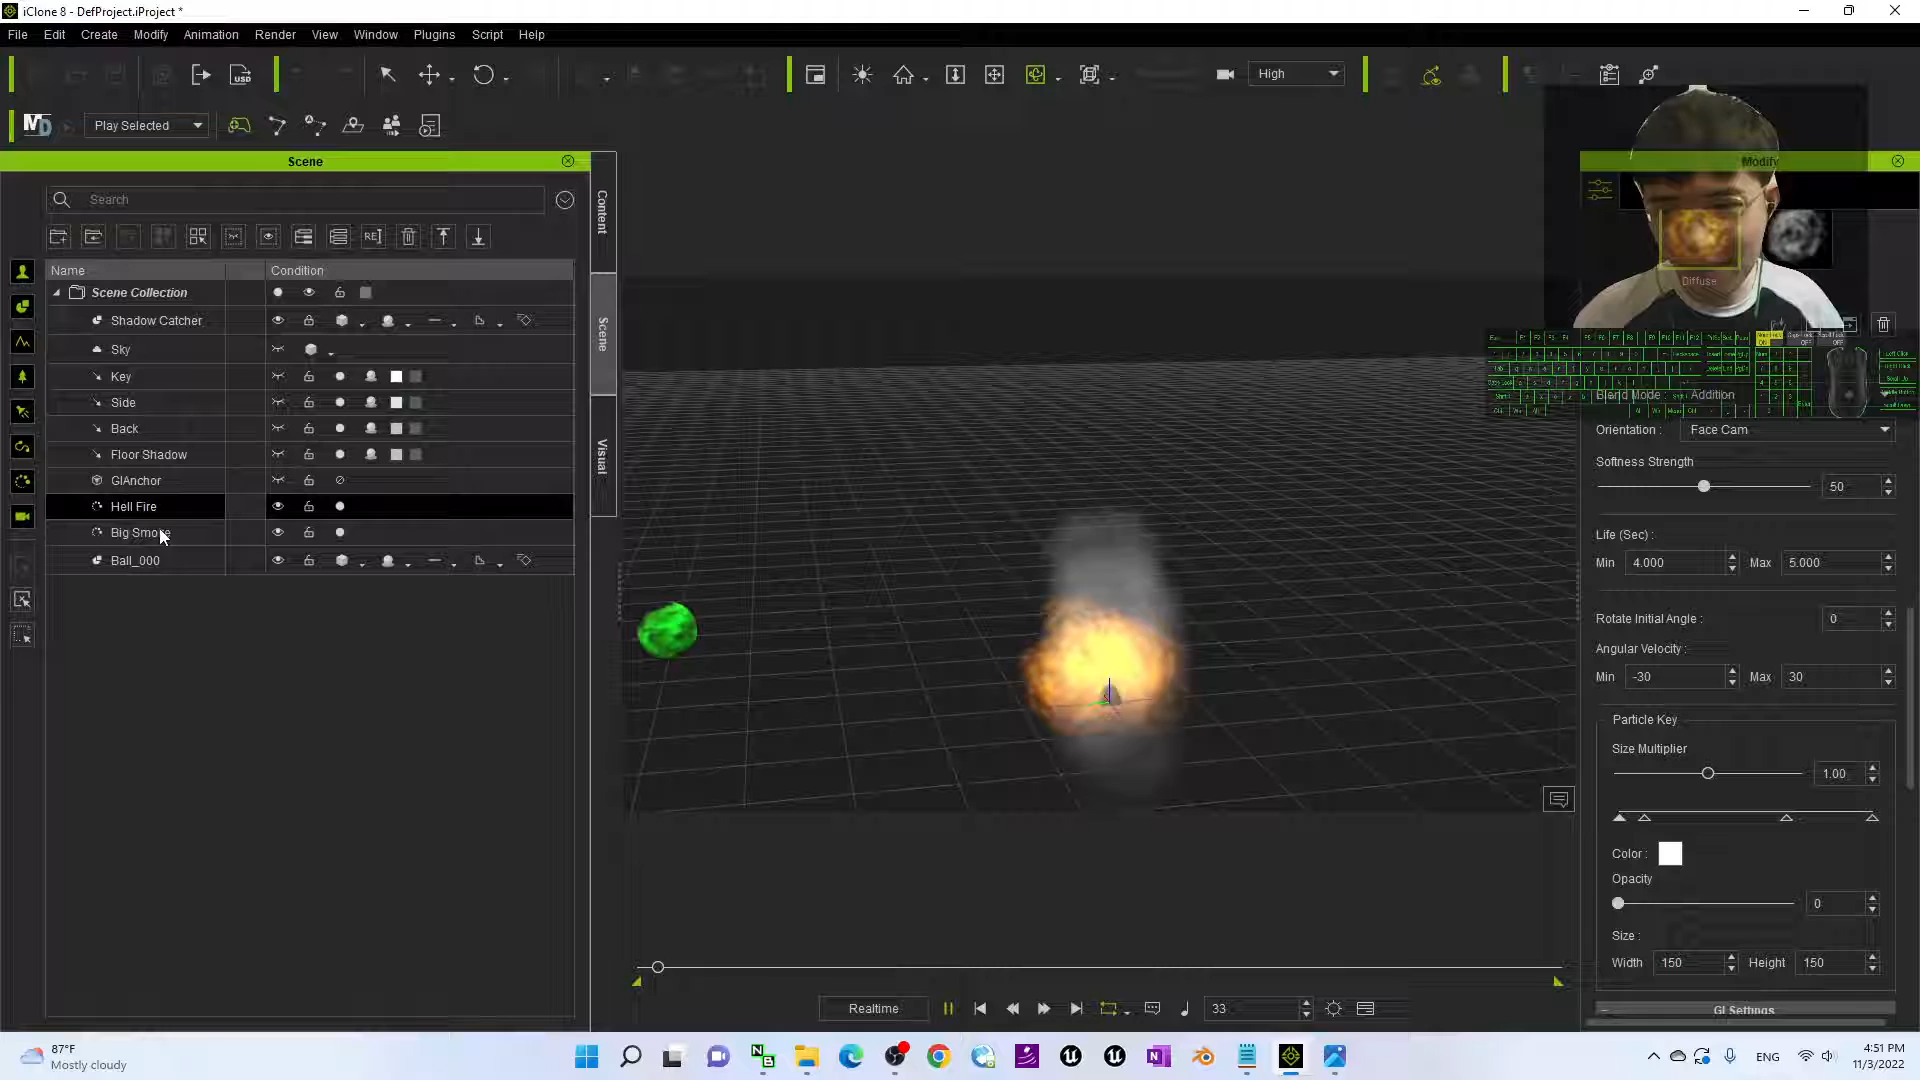 iClone 8 - DefProject.iProject *
File Edit Create Modify Animation Render View Window Plugins Script Help
High
Play Selected
Scene
Modify
Search
Content
Scene
Visual
Name Condition
Scene Collection
Shadow Catcher
Sky
Key
Side
Back
Floor Shadow
GIAnchor
Hell Fire
Big Smoke
Ball_000
Diffuse
Blend Mode : Addition
Orientation : Face Cam
Softness Strength
50
Life (Sec) :
Min 4.000 Max 5.000
Rotate Initial Angle : 0
Angular Velocity :
Min -30 Max 30
Particle Key
Size Multiplier
1.00
Color :
Opacity
0
Size :
Width 150 Height 150
GI Settings
Realtime 33
87°F
Mostly cloudy
ENG
4:51 PM
11/3/2022